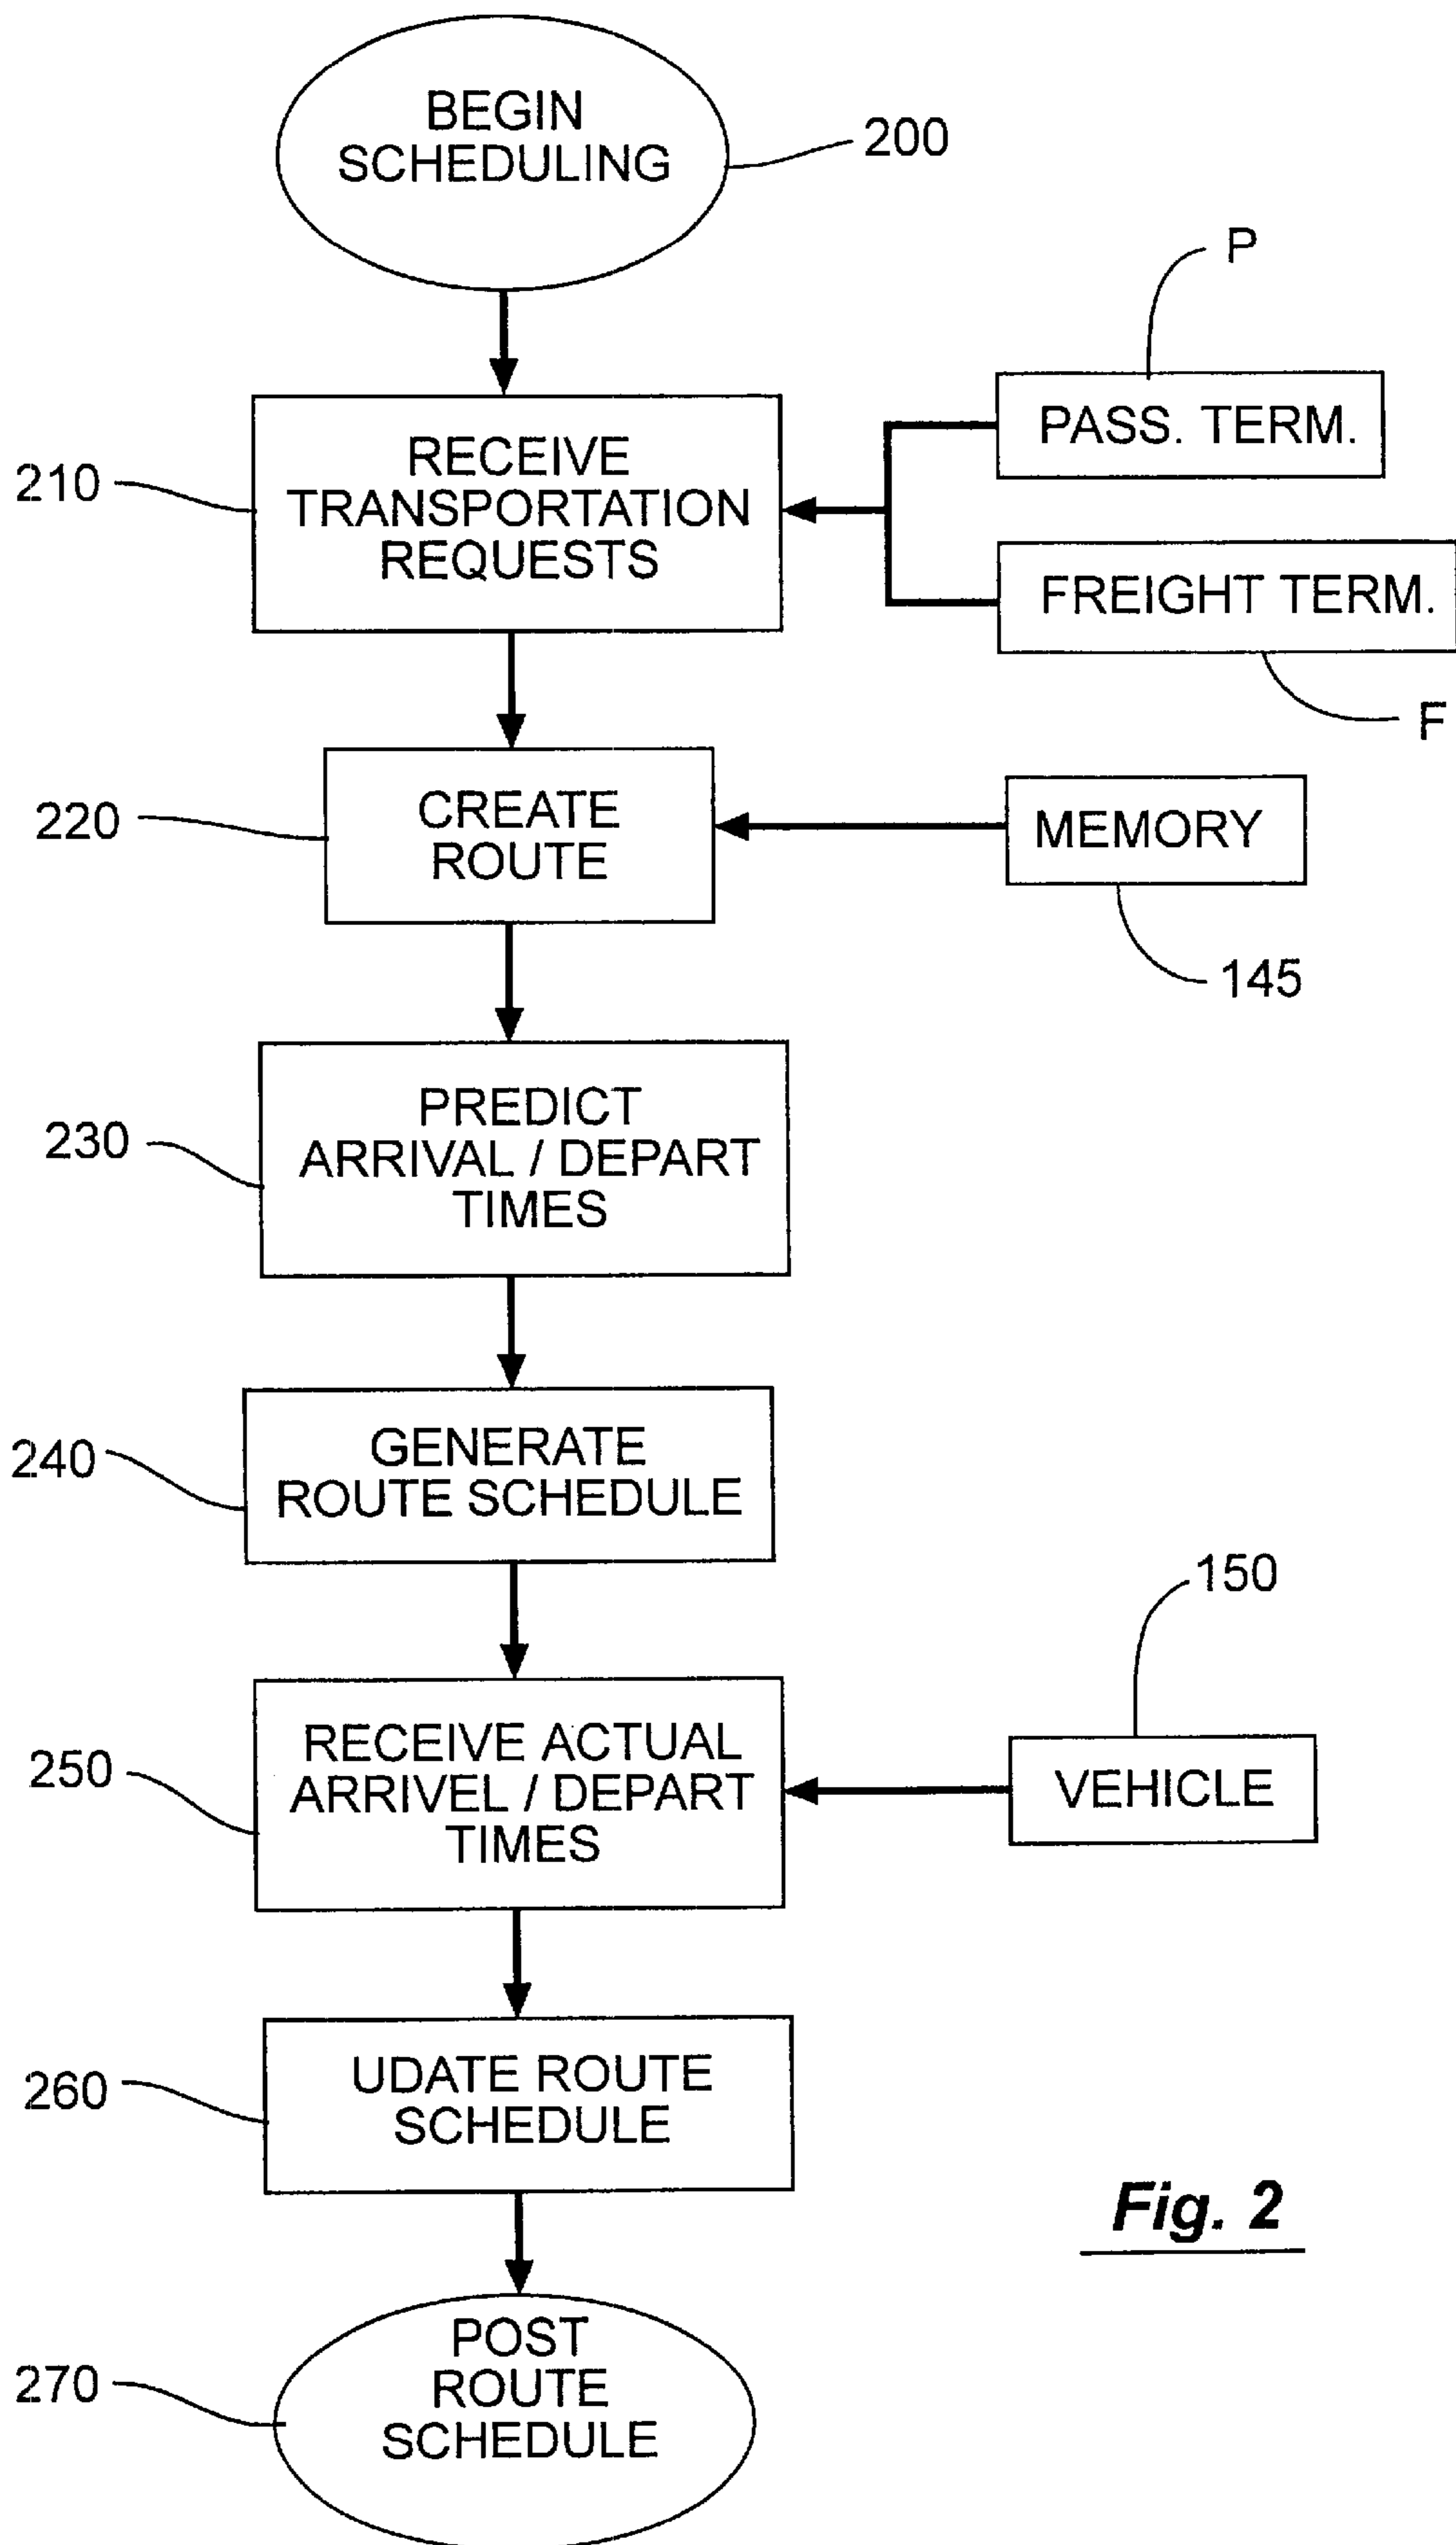 BEGIN
SCHEDULING
200
P
PASS. TERM.
210
RECEIVE
TRANSPORTATION
REQUESTS
FREIGHT TERM.
F
220
CREATE
ROUTE
MEMORY
145
230
PREDICT
ARRIVAL / DEPART
TIMES
240
GENERATE
ROUTE SCHEDULE
150
250
RECEIVE ACTUAL
ARRIVEL / DEPART
TIMES
VEHICLE
260
UDATE ROUTE
SCHEDULE
Fig. 2
270
POST
ROUTE
SCHEDULE